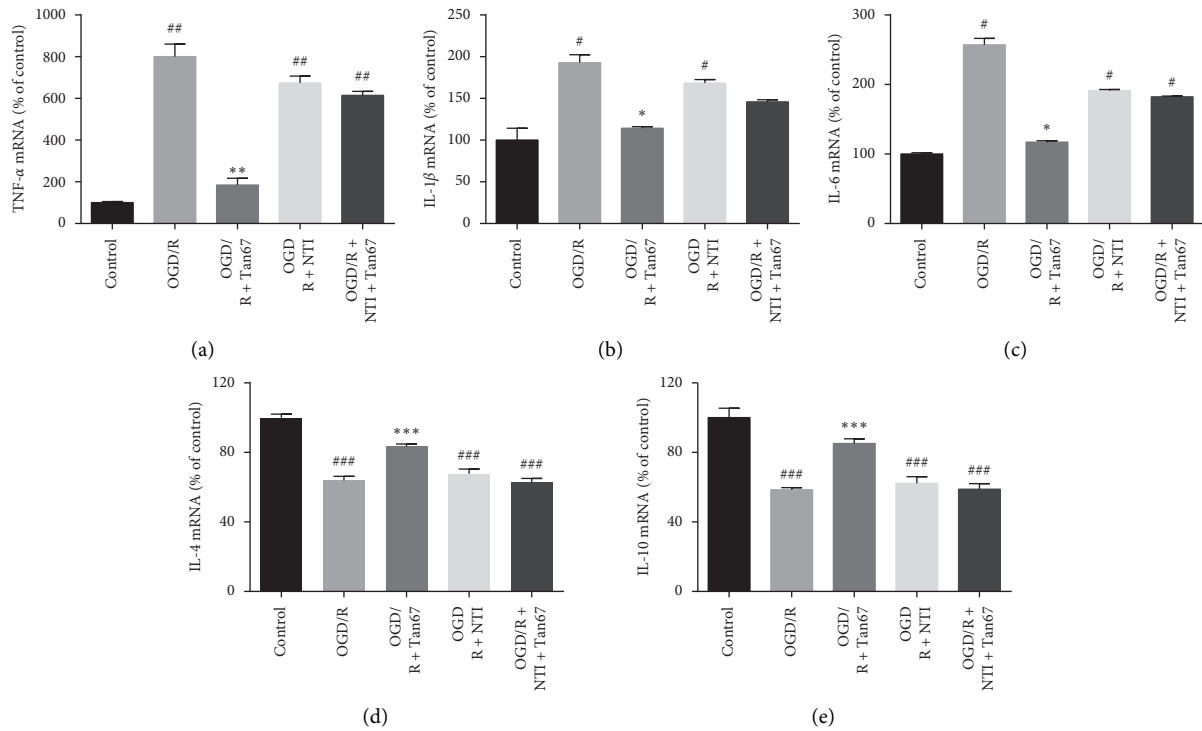 TNF-α mRNA (% of control)
1000
800
600
400
200
0
##
**
##
##
Control
OGD/R
OGD/
R + Tan67
OGD
R + NTI
OGD/R +
NTI + Tan67
(a)
IL-1β mRNA (% of control)
250
200
150
100
50
0
#
*
#
Control
OGD/R
OGD/
R + Tan67
OGD
R + NTI
OGD/R +
NTI + Tan67
(b)
IL-6 mRNA (% of control)
300
200
100
0
#
*
#
#
Control
OGD/R
OGD/
R + Tan67
OGD/
R + NTI
OGD/R +
NTI + Tan67
(c)
IL-4 mRNA (% of control)
120
80
40
0
###
***
###
###
Control
OGD/R
OGD/
R + Tan67
OGD
R + NTI
OGD/R +
NTI + Tan67
(d)
IL-10 mRNA (% of control)
120
80
40
0
###
***
###
###
Control
OGD/R
OGD/
R + Tan67
OGD
R + NTI
OGD/R +
NTI + Tan67
(e)